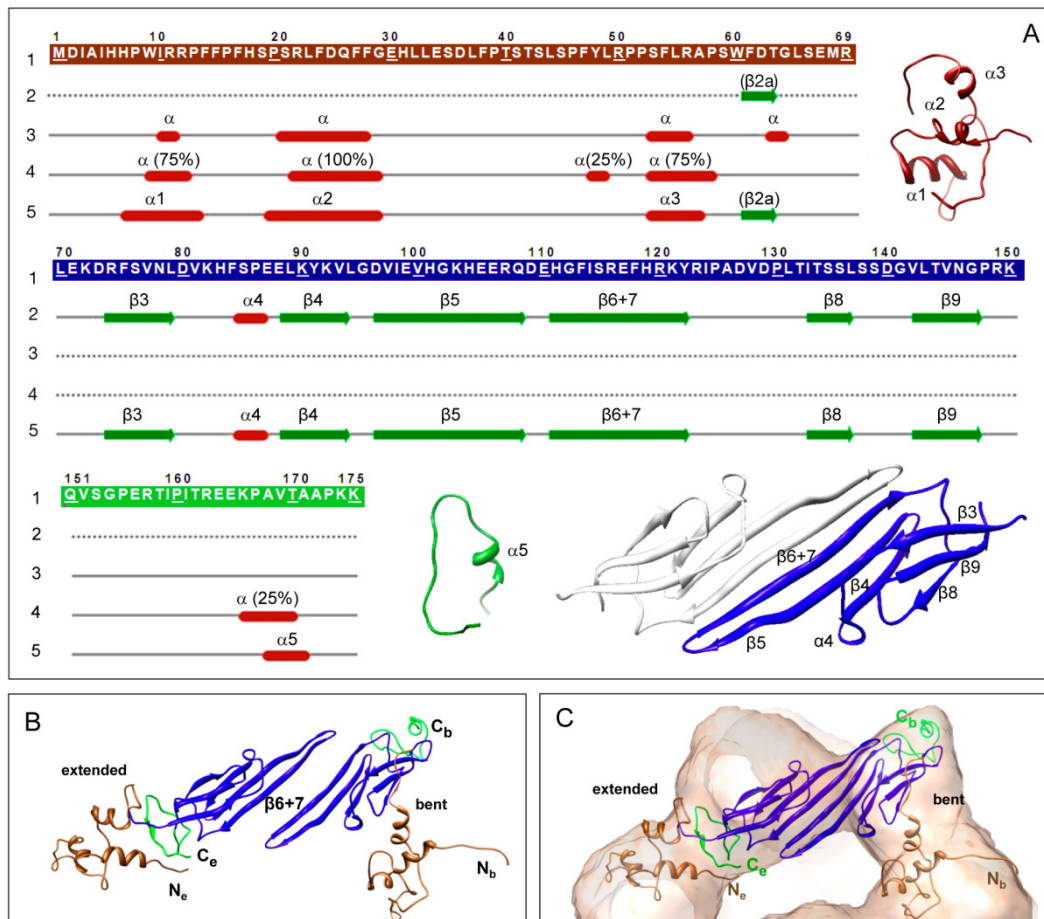 A
1 10 20 30 40 50 60 69
1 MDIAIHHPWIRRPFFPFHSPSRLFDQFFGEHLLESDLFPTSTSLSPFYLRPPSFLRAPSWFDTGLSEMR
2 (β2a)
3 α α α α
4 α (75%) α (100%) α(25%) α (75%)
5 α1 α2 α3 (β2a)
α3
α2
α1
70 80 90 100 110 120 130 140 150
1 LEKDRFSVNLDVKHFSPEELKYKVLGDVIEVHGKHEERQDEHGFISREFHRKYRIPADVDPLTITSSLSSDGVLTVNGPRK
2 β3 α4 β4 β5 β6+7 β8 β9
3
4
5 β3 α4 β4 β5 β6+7 β8 β9
151 160 170 175
1 QVSGPERTIPITREEKPAVTAAPKK
2
3
4 α (25%)
5 α5
α5
β3
β6+7
β9
β4
β8
β5
α4
B
Cb
extended
β6+7
bent
Ce
Ne
Nb
C
Cb
extended
bent
Ce
Ne
Nb